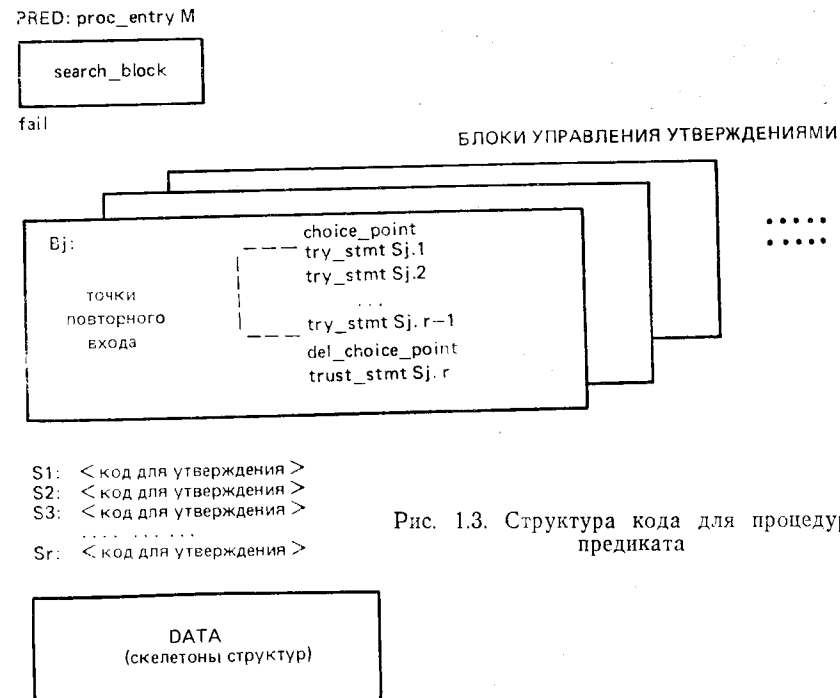 PRED: proc_entry M
search_block
fail
БЛОКИ УПРАВЛЕНИЯ УТВЕРЖДЕНИЯМИ
Bj:
choice_point
try_stmt Sj.1
try_stmt Sj.2
. . .
try_stmt Sj. r-1
del_choice_point
trust_stmt Sj. r
точки
повторного
входа
S1: < код для утверждения >
S2: < код для утверждения >
S3: < код для утверждения >
.... ... ...
Sr: < код для утверждения >
Рис. 1.3. Структура кода для процедур
предиката
DATA
(скелетоны структур)